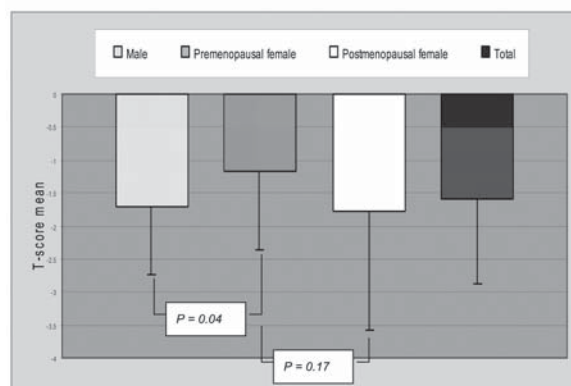 Male Premenopausal female Postmenopausal female Total
0
-0.5
-1
-1.5
-2
-2.5
-3
-3.5
-4
T-score mean
P = 0.04
P = 0.17